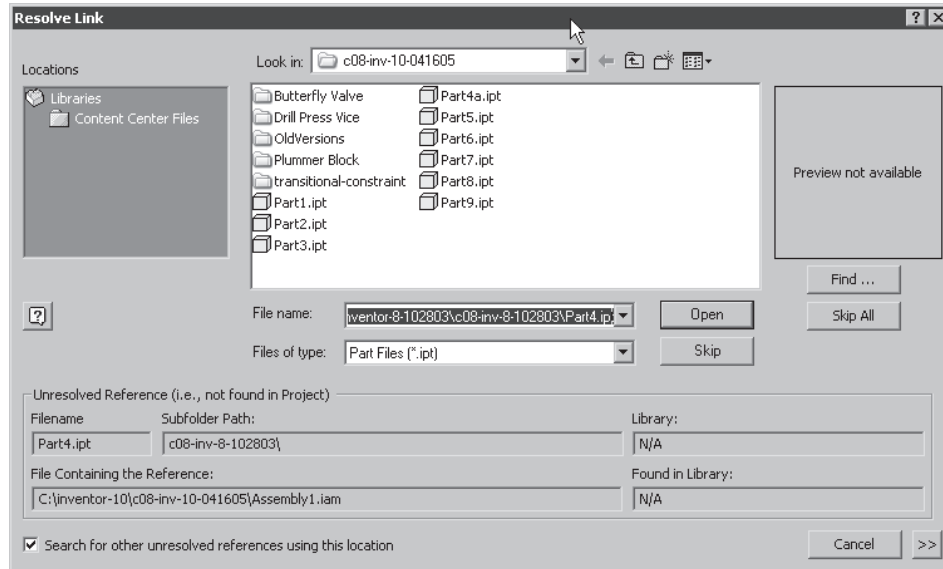 Resolve Link
Locations
Look in: c08-inv-10-041605
Libraries
Content Center Files
Butterfly Valve
Drill Press Vice
OldVersions
Plummer Block
transitional-constraint
Part1.ipt
Part2.ipt
Part3.ipt
Part4a.ipt
Part5.ipt
Part6.ipt
Part7.ipt
Part8.ipt
Part9.ipt
Preview not available
Find ...
File name: nventor-8-102803\c08-inv-8-102803\Part4.ip
Open
Skip All
Files of type: Part Files (*.ipt)
Skip
Unresolved Reference (i.e., not found in Project)
Filename Subfolder Path: Library:
Part4.ipt c08-inv-8-102803\ N/A
File Containing the Reference: Found in Library:
C:\inventor-10\c08-inv-10-041605\Assembly1.iam N/A
Search for other unresolved references using this location
Cancel >>